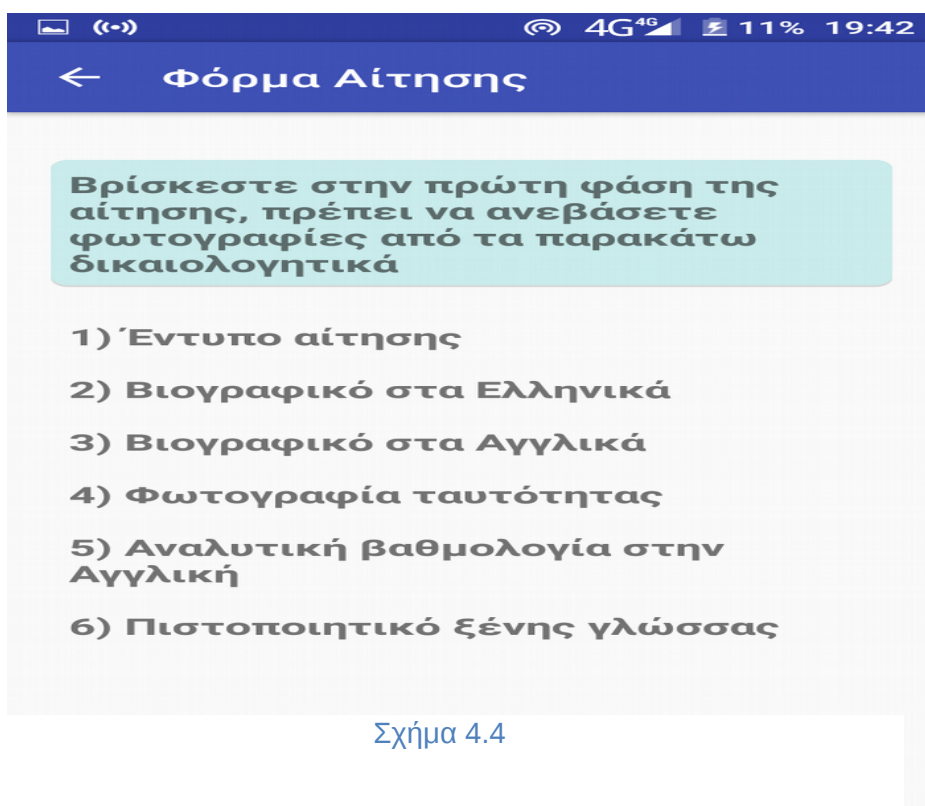 4G 4G 11% 19:42
Φόρμα Αίτησης
Βρίσκεστε στην πρώτη φάση της
αίτησης, πρέπει να ανεβάσετε
φωτογραφίες από τα παρακάτω
δικαιολογητικά
1) Έντυπο αίτησης
2) Βιογραφικό στα Ελληνικά
3) Βιογραφικό στα Αγγλικά
4) Φωτογραφία ταυτότητας
5) Αναλυτική βαθμολογία στην
Αγγλική
6) Πιστοποιητικό ξένης γλώσσας
Σχήμα 4.4